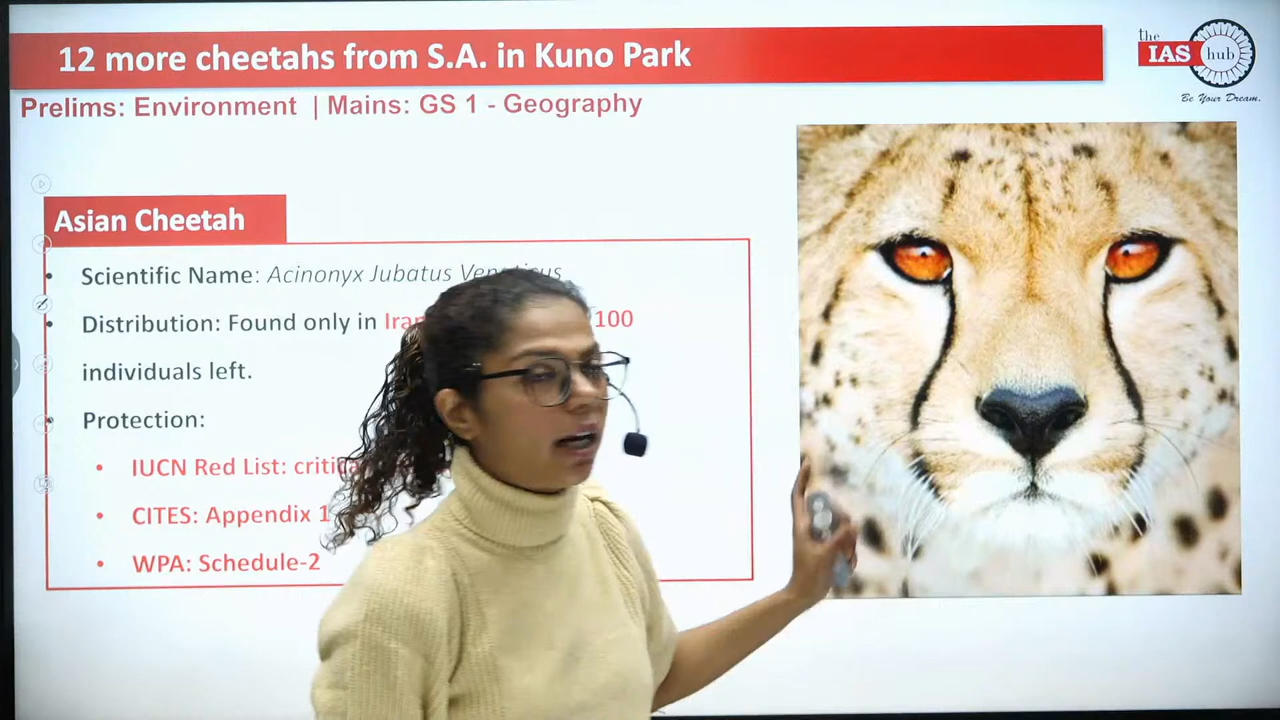 12 more cheetahs from S.A. in Kuno Park
the
IAS hub
Be Your Dream.
Prelims: Environment | Mains: GS 1 - Geography
Asian Cheetah
• Scientific Name: Acinonyx Jubatus
• Distribution: Found only in 100
individuals left.
• Protection:
• IUCN Red List:
• CITES: Appendix 1
• WPA: Schedule-2